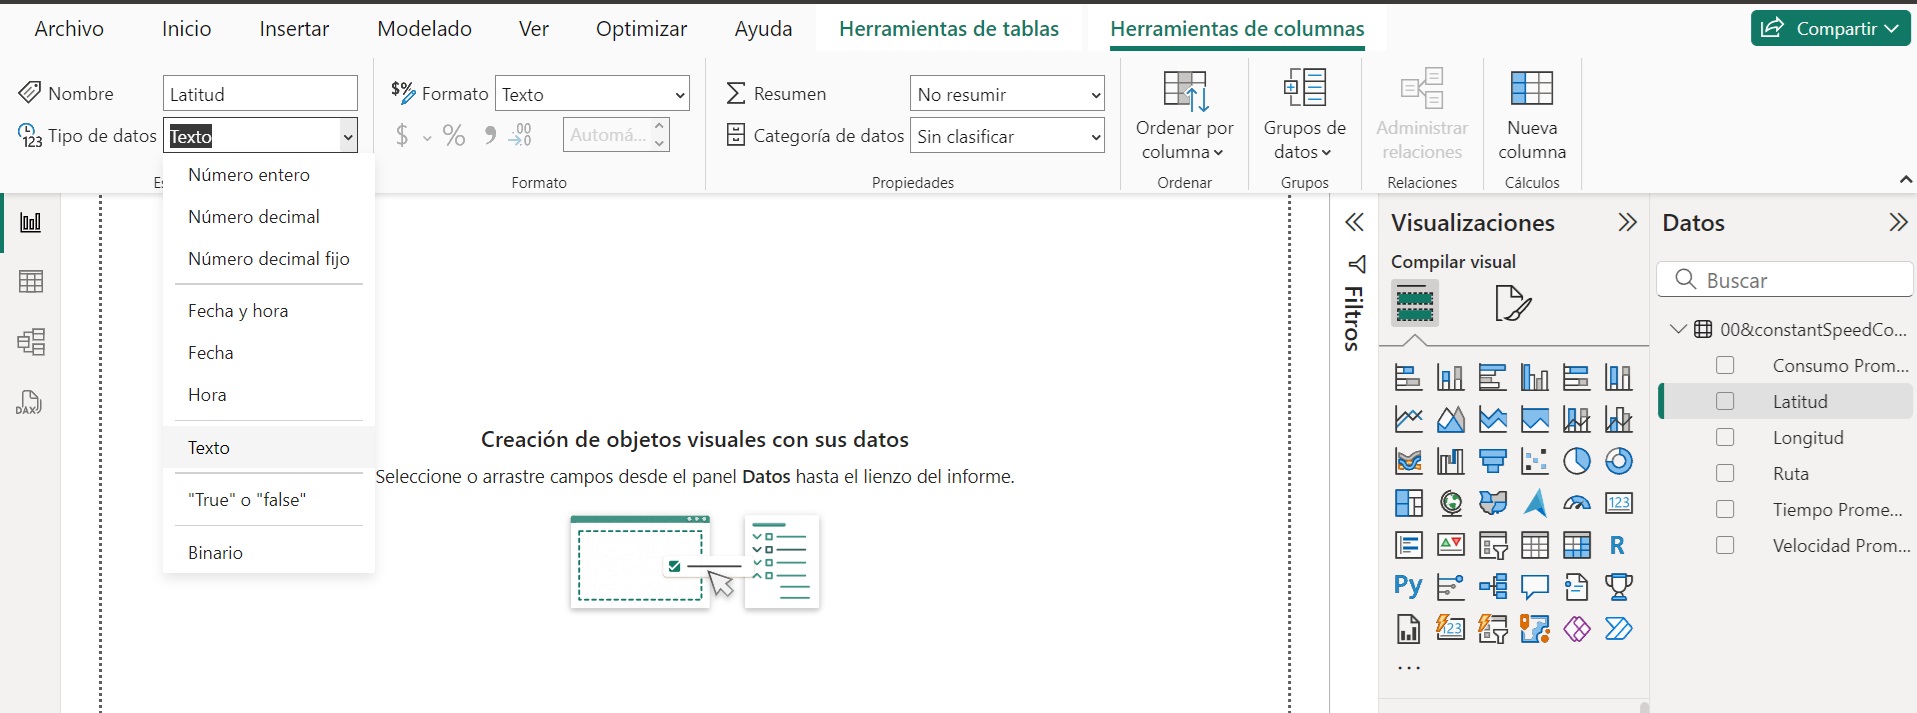 Archivo Inicio Insertar Modelado Ver Optimizar Ayuda Herramientas de tablas Herramientas de columnas Compartir
Nombre Latitud
Tipo de datos Texto
Número entero
Número decimal
Número decimal fijo
Fecha y hora
Fecha
Hora
Texto
"True" o "false"
Binario
Es
$% Formato Texto
$ % , .00 Automá...
Formato
Σ Resumen No resumir
Categoría de datos Sin clasificar
Propiedades
Ordenar por
columna
Ordenar
Grupos de
datos
Grupos
Administrar
relaciones
Relaciones
Nueva
columna
Cálculos
DAX
Creación de objetos visuales con sus datos
Seleccione o arrastre campos desde el panel Datos hasta el lienzo del informe.
Filtros
Visualizaciones
Compilar visual
123
R
Py
123
...
Datos
Buscar
00&constantSpeedCo...
Consumo Prom...
Latitud
Longitud
Ruta
Tiempo Prome...
Velocidad Prom...